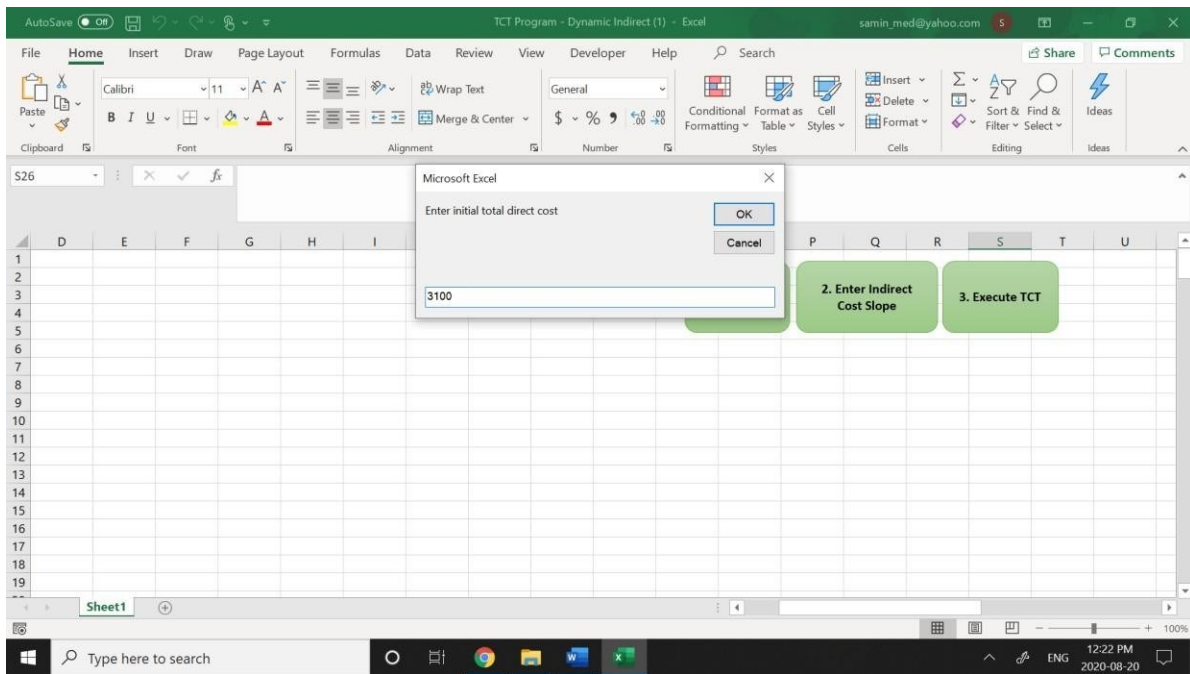 AutoSave Off TCT Program - Dynamic Indirect (1) - Excel samin_med@yahoo.com S
File Home Insert Draw Page Layout Formulas Data Review View Developer Help Search Share Comments
Paste
Calibri 11 A^ A˅
B I U A
Wrap Text
Merge & Center
General
$ % 9 .00
Conditional Formatting
Format as Table
Cell Styles
Insert
Delete
Format
Sort & Filter
Find & Select
Ideas
Clipboard Font Alignment Number Styles Cells Editing Ideas
S26 fx
Microsoft Excel
Enter initial total direct cost
OK
Cancel
3100
D E F G H I P Q R S T U
2. Enter Indirect
Cost Slope
3. Execute TCT
1
2
3
4
5
6
7
8
9
10
11
12
13
14
15
16
17
18
19
Sheet1
100%
Type here to search
ENG
12:22 PM
2020-08-20